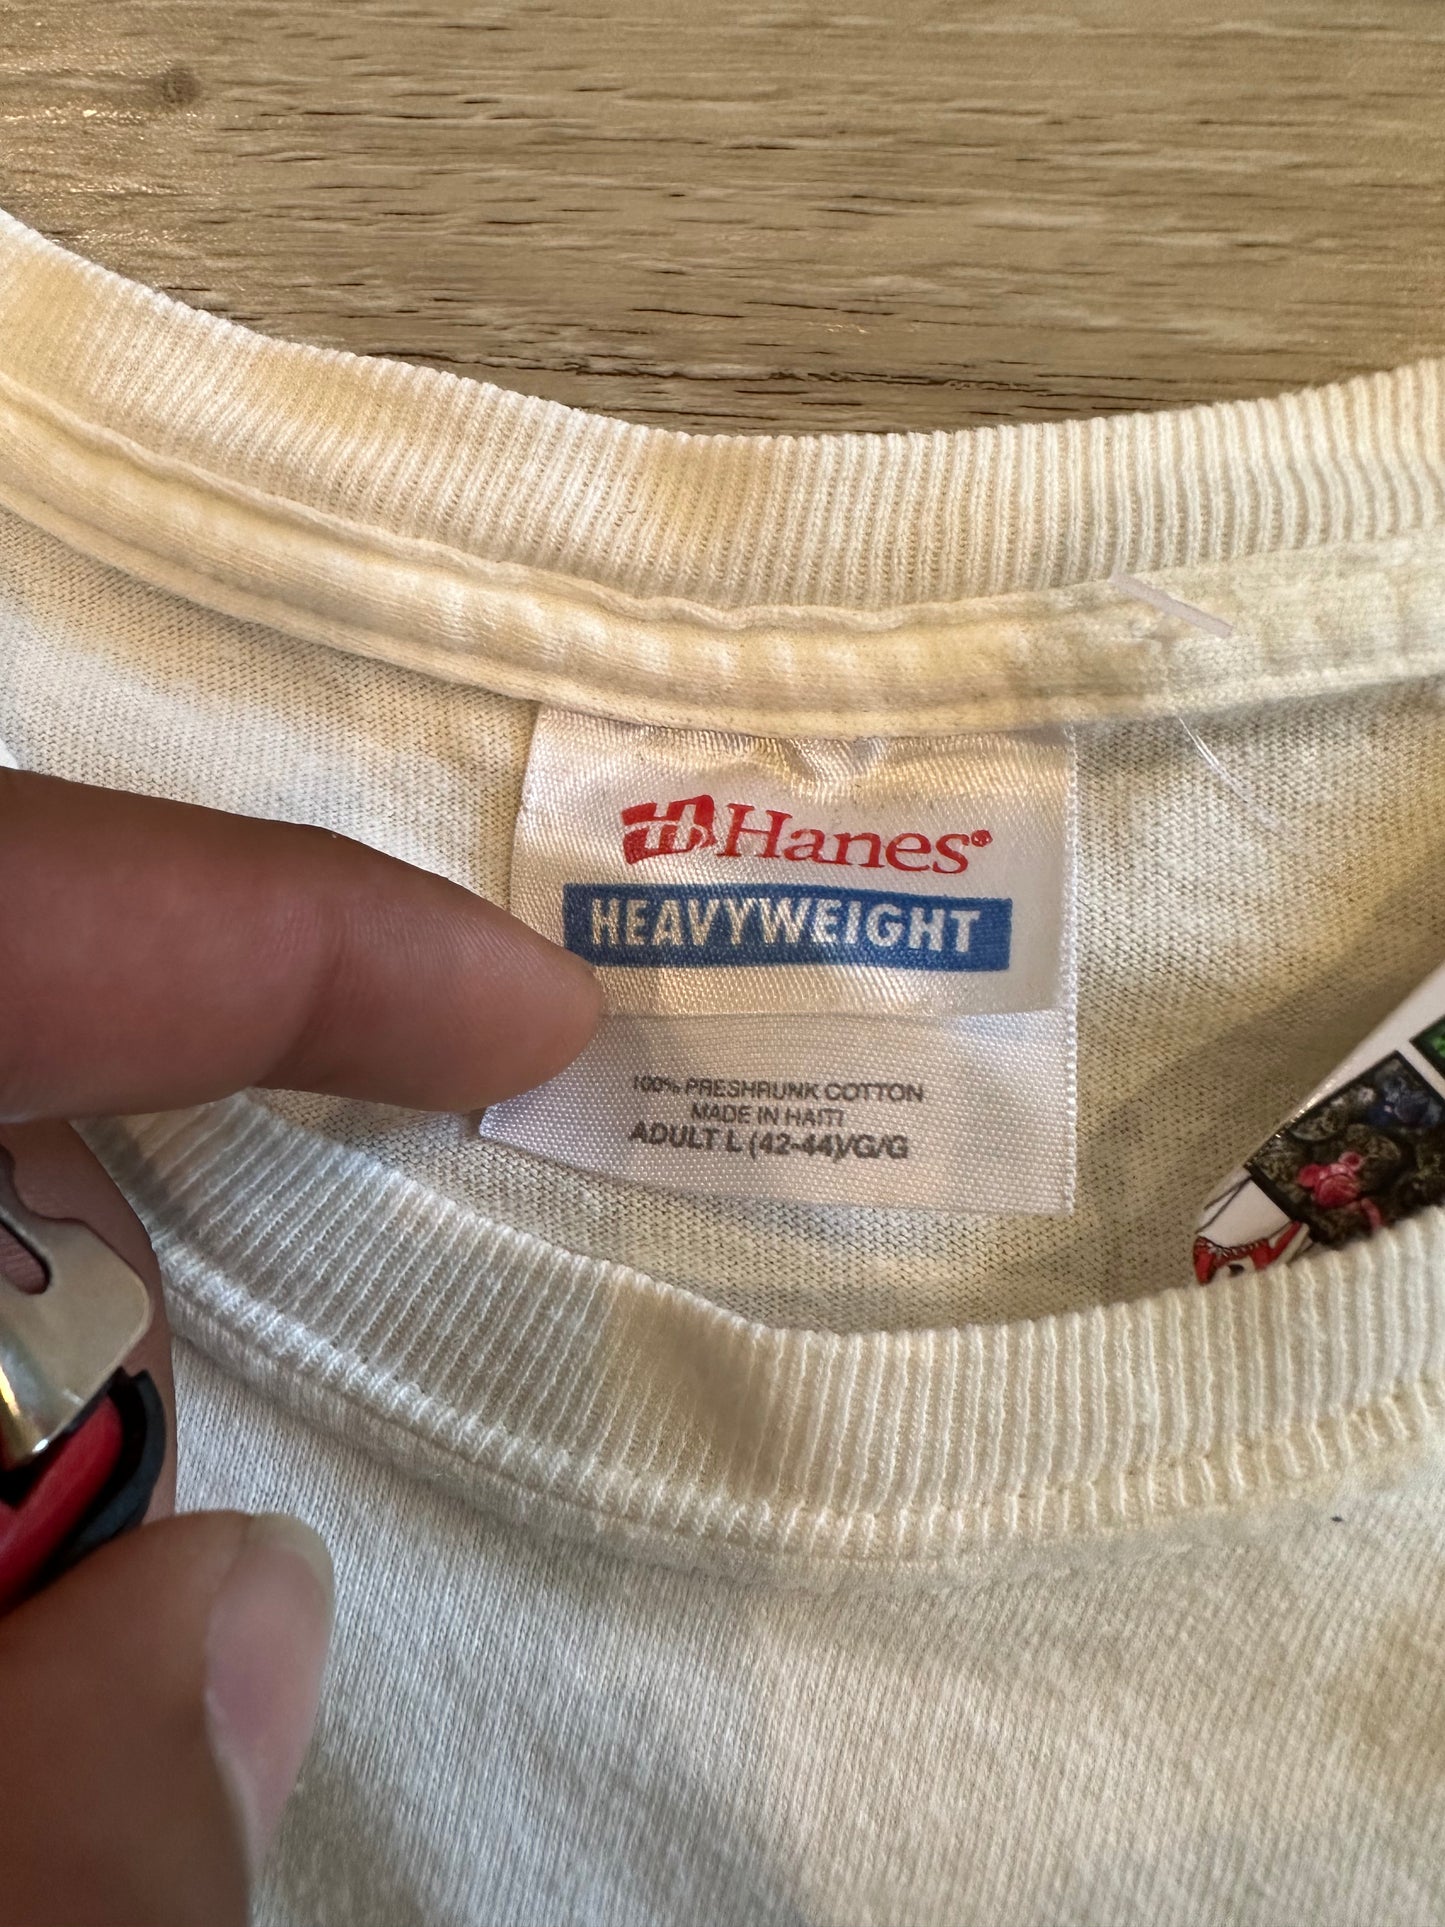 Hanes
HEAVYWEIGHT
100% PRESHRUNK COTTON
MADE IN HAITI
ADULT L (42-44)/G/G